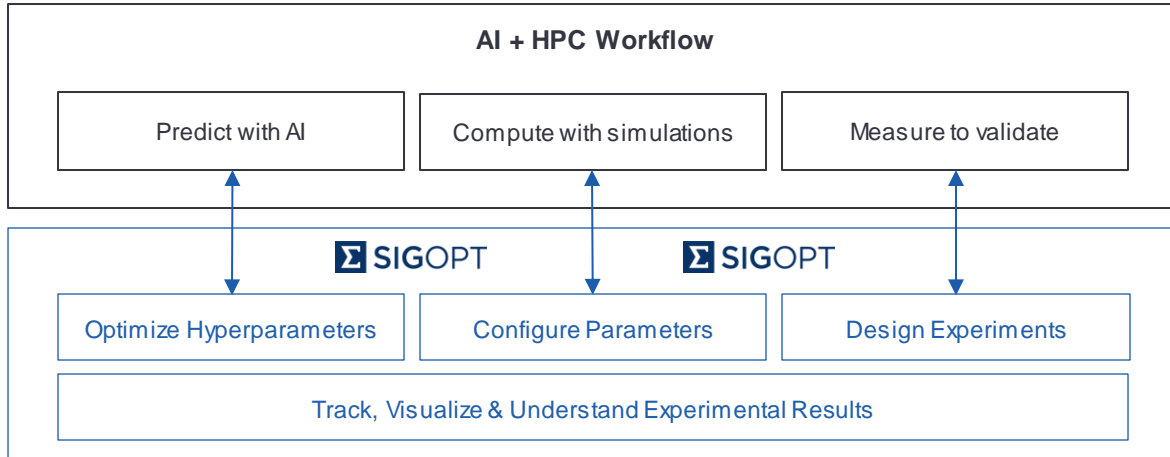 AI + HPC Workflow
Predict with AI
Compute with simulations
Measure to validate
Σ SIGOPT
Σ SIGOPT
Optimize Hyperparameters
Configure Parameters
Design Experiments
Track, Visualize & Understand Experimental Results